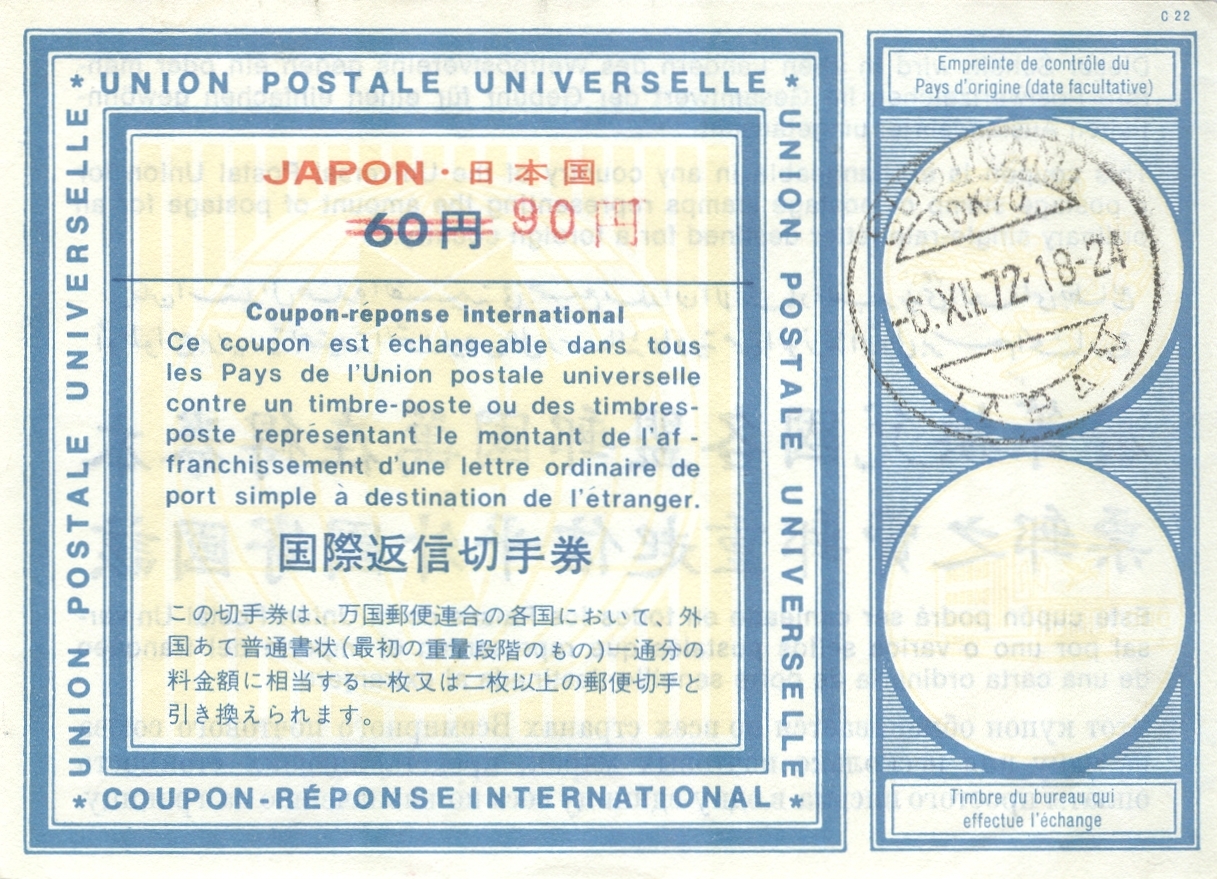 C 22
* UNION POSTALE UNIVERSELLE *
UNION POSTALE UNIVERSELLE
UNION POSTALE UNIVERSELLE
JAPON・日本国
60円 90円
Coupon-réponse international
Ce coupon est échangeable dans tous
les Pays de l'Union postale universelle
contre un timbre-poste ou des timbres-
poste représentant le montant de l'af-
franchissement d'une lettre ordinaire de
port simple à destination de l'étranger.
国際返信切手券
この切手券は、万国郵便連合の各国において、外
国あて普通書状(最初の重量段階のもの)一通分の
料金額に相当する一枚又は二枚以上の郵便切手と
引き換えられます。
*COUPON-RÉPONSE INTERNATIONAL*
Empreinte de contrôle du
Pays d'origine (date facultative)
TOKYO
-6.XII.72.18-24
JAPAN
Timbre du bureau qui
effectue l'échange